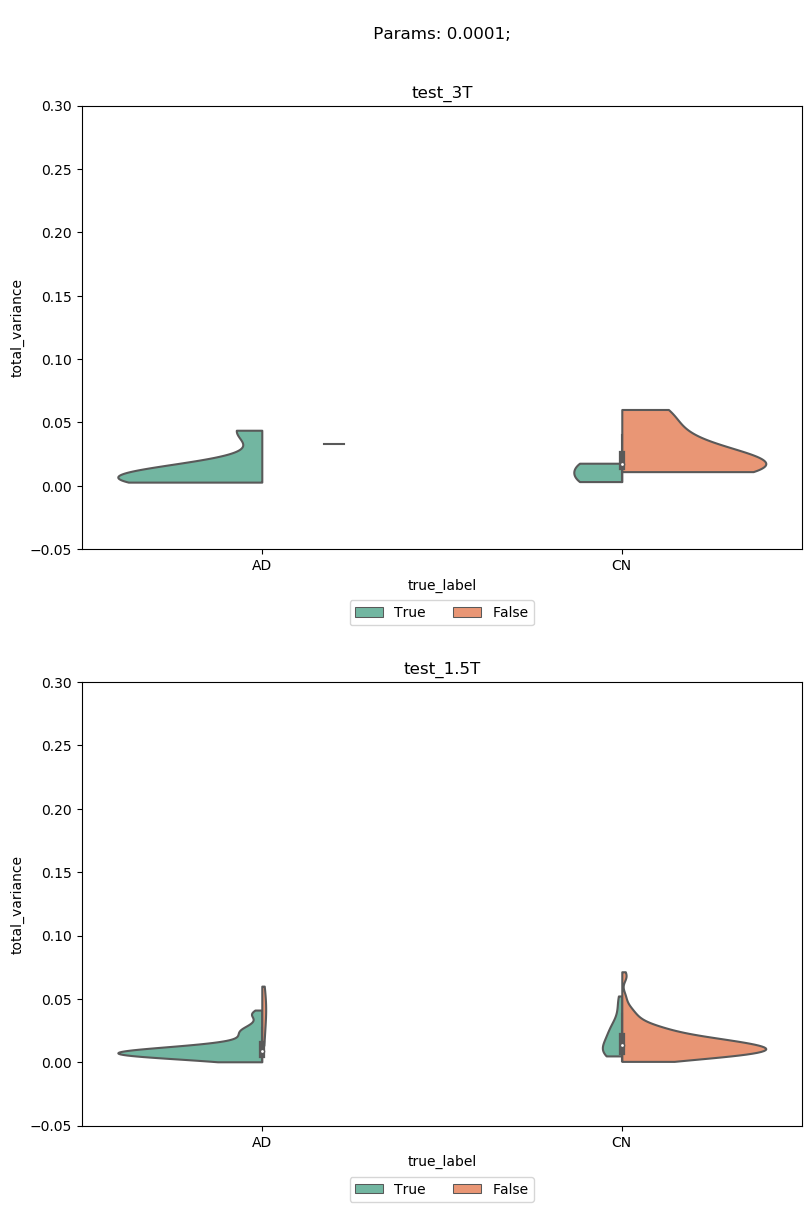 Params: 0.0001;
test_3T
0.30
0.25
0.20
0.15
0.10
0.05
0.00
−0.05
total_variance
AD CN
true_label
True False
test_1.5T
0.30
0.25
0.20
0.15
0.10
0.05
0.00
−0.05
total_variance
AD CN
true_label
True False